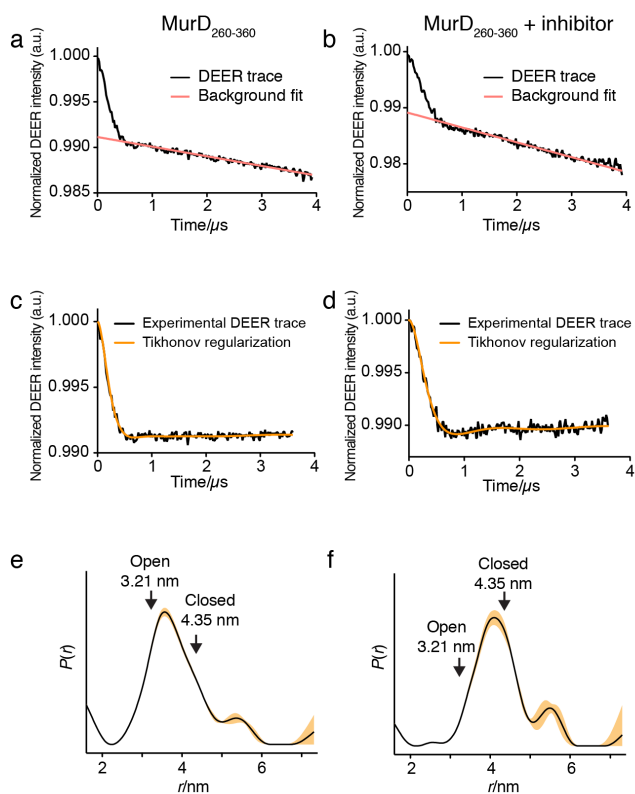 MurD260-360
MurD260-360 + inhibitor
a
Normalized DEER intensity (a.u.)
1.000
0.995
0.990
0.985
DEER trace
Background fit
0 1 2 3 4
Time/µs
b
Normalized DEER intensity (a.u.)
1.00
0.99
0.98
DEER trace
Background fit
0 1 2 3 4
Time/µs
c
Normalized DEER intensity (a.u.)
1.000
0.995
0.990
Experimental DEER trace
Tikhonov regularization
0 1 2 3 4
Time/µs
d
Normalized DEER intensity (a.u.)
1.000
0.995
0.990
Experimental DEER trace
Tikhonov regularization
0 1 2 3 4
Time/µs
e
Open
3.21 nm
Closed
4.35 nm
P(r)
2 4 6
r/nm
f
Closed
4.35 nm
Open
3.21 nm
P(r)
2 4 6
r/nm